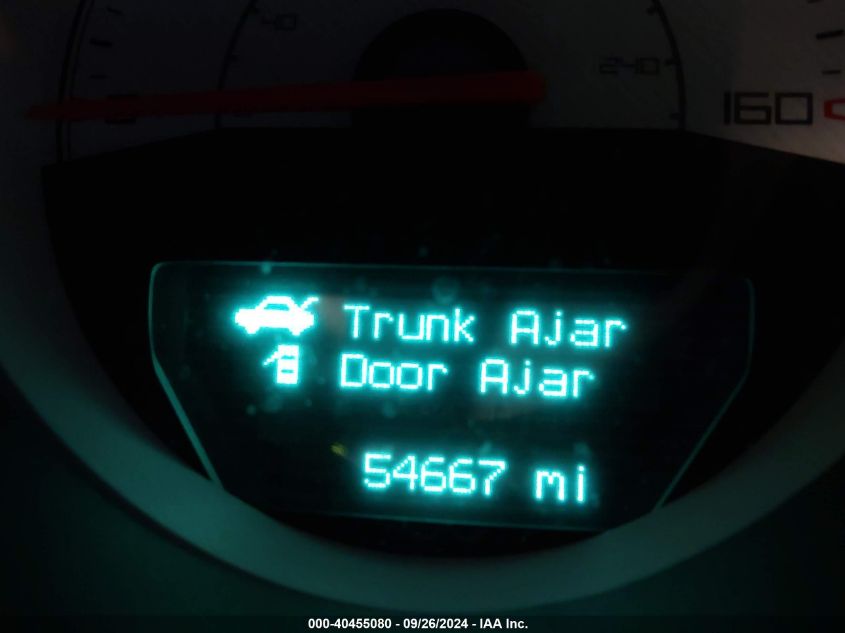 40
240
160
Trunk Ajar
Door Ajar
54667 mi
000-40455080 - 09/26/2024 - IAA Inc.